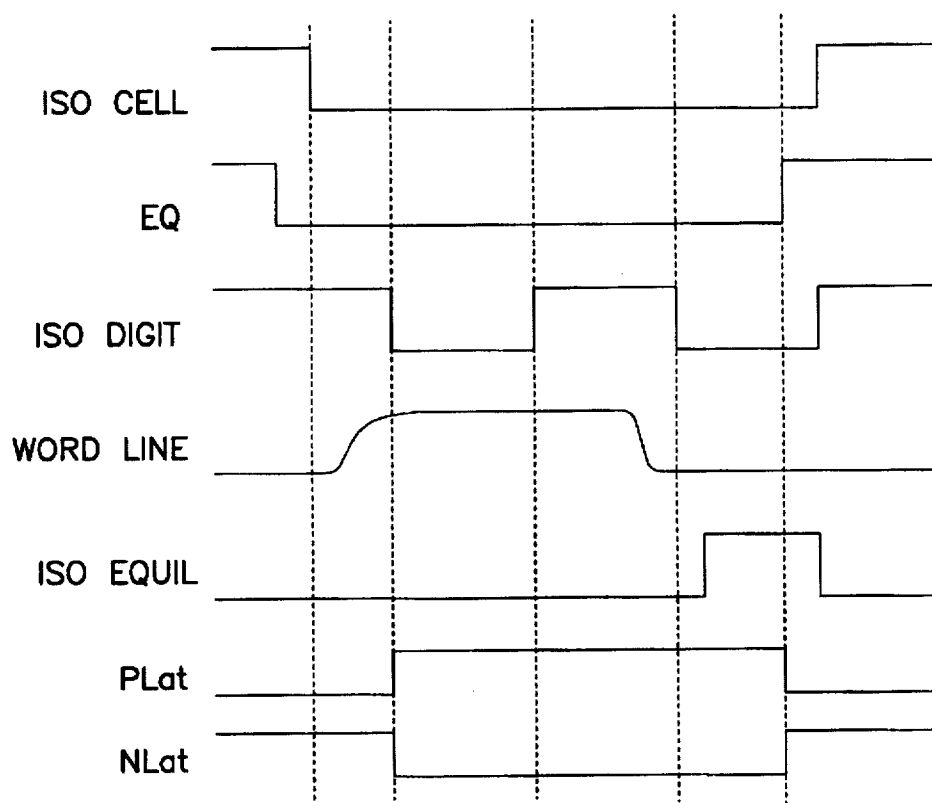 ISO CELL
EQ
ISO DIGIT
WORD LINE
ISO EQUIL
PLat
NLat